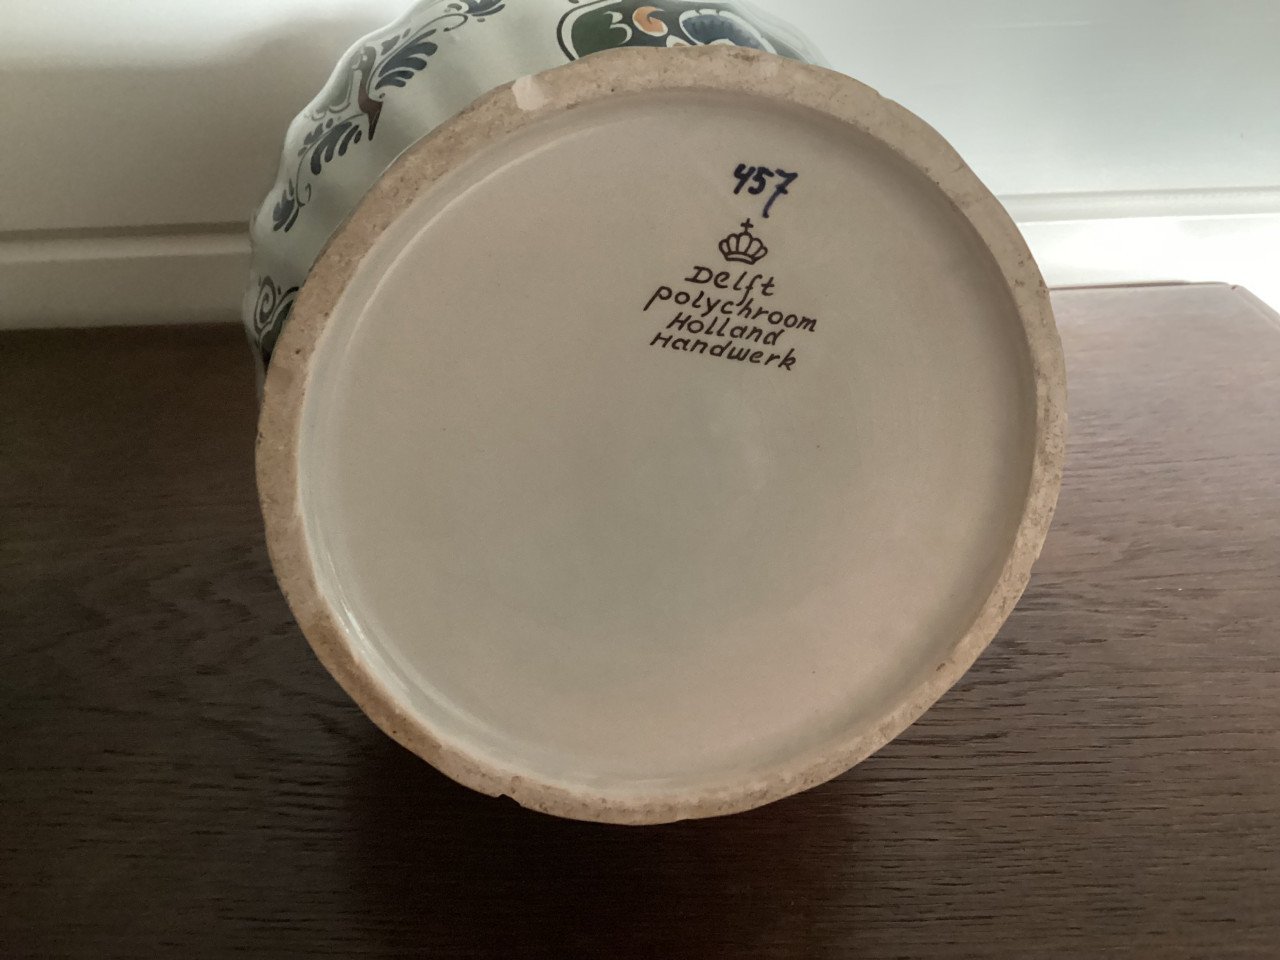 457
Delft
polychroom
Holland
Handwerk